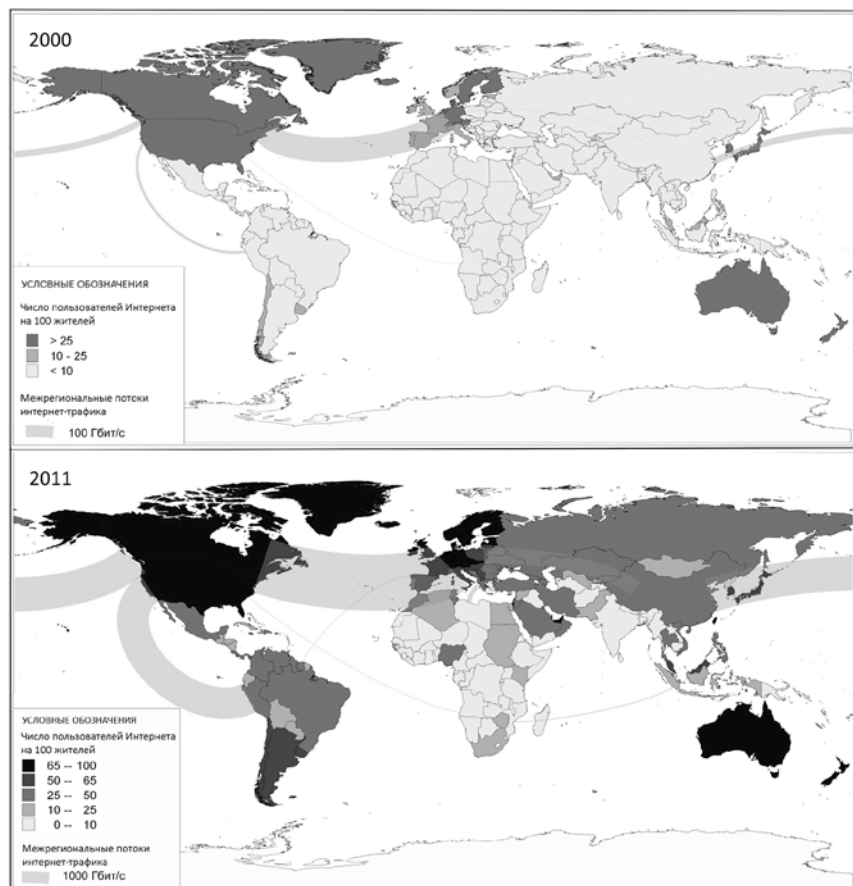 2000
УСЛОВНЫЕ ОБОЗНАЧЕНИЯ
Число пользователей Интернета
на 100 жителей
> 25
10 - 25
< 10
Межрегиональные потоки
интернет-трафика
100 Гбит/с
2011
УСЛОВНЫЕ ОБОЗНАЧЕНИЯ
Число пользователей Интернета
на 100 жителей
65 -- 100
50 -- 65
25 -- 50
10 -- 25
0 -- 10
Межрегиональные потоки
интернет-трафика
1000 Гбит/с